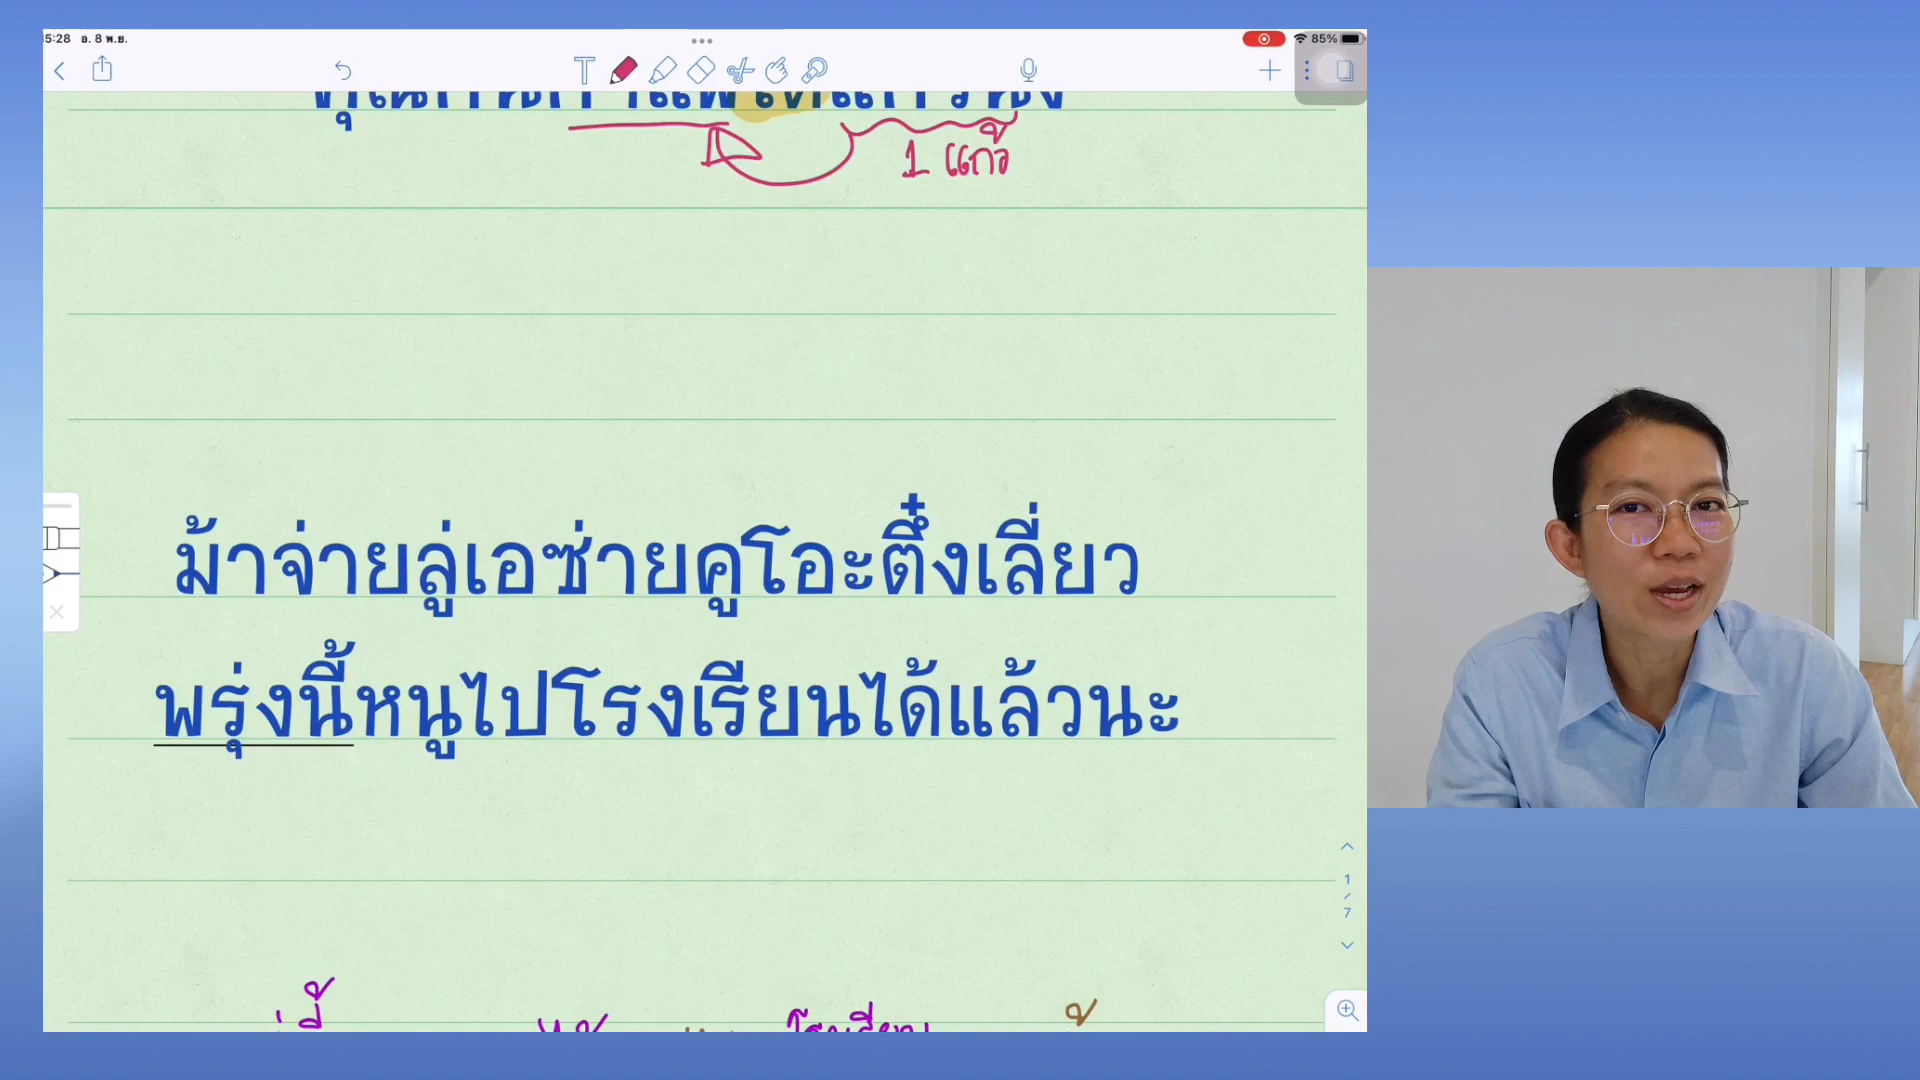 5:28 อ. 8 พ.ย.
85%
1 แก้ว
ม้าจ่ายลู่เอซ่ายคูโอะตึ๋งเลี่ยว
พรุ่งนี้หนูไปโรงเรียนได้แล้วนะ
1
/
7